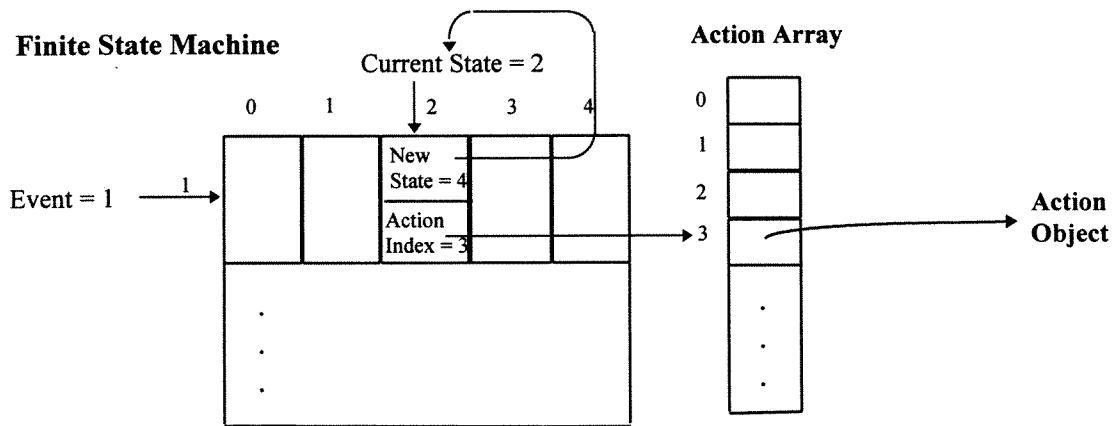 Finite State Machine
Action Array
Current State = 2
0 1 2 3 4
New
State = 4
Event = 1
1
Action
Index = 3
0
1
2
3
Action
Object